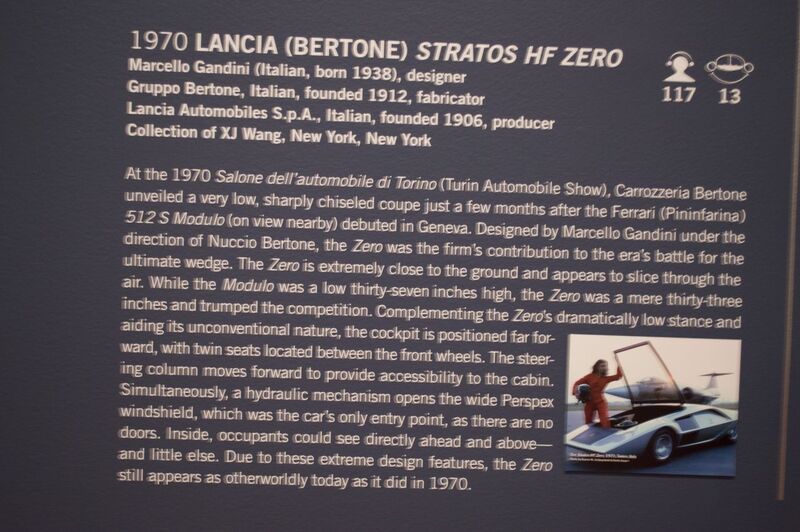 1970 LANCIA (BERTONE) STRATOS HF ZERO
Marcello Gandini (Italian, born 1938), designer
Gruppo Bertone, Italian, founded 1912, fabricator
Lancia Automobiles S.p.A., Italian, founded 1906, producer
Collection of XJ Wang, New York, New York
117 13
At the 1970 Salone dell'automobile di Torino (Turin Automobile Show), Carrozzeria Bertone
unveiled a very low, sharply chiseled coupe just a few months after the Ferrari (Pininfarina)
512 S Modulo (on view nearby) debuted in Geneva. Designed by Marcello Gandini under the
direction of Nuccio Bertone, the Zero was the firm's contribution to the era's battle for the
ultimate wedge. The Zero is extremely close to the ground and appears to slice through the
air. While the Modulo was a low thirty-seven inches high, the Zero was a mere thirty-three
inches and trumped the competition. Complementing the Zero's dramatically low stance and
aiding its unconventional nature, the cockpit is positioned far for-
ward, with twin seats located between the front wheels. The steer-
ing column moves forward to provide accessibility to the cabin.
Simultaneously, a hydraulic mechanism opens the wide Perspex
windshield, which was the car's only entry point, as there are no
doors. Inside, occupants could see directly ahead and above—
and little else. Due to these extreme design features, the Zero
still appears as otherworldly today as it did in 1970.